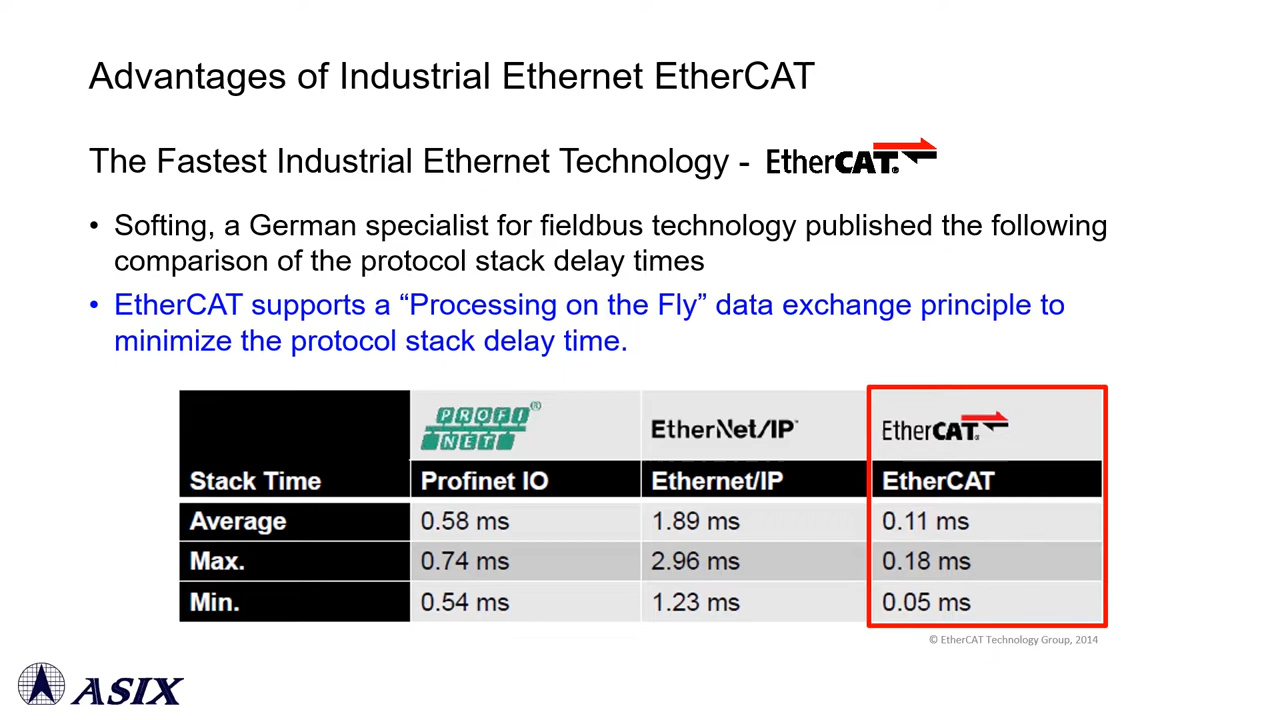 Advantages of Industrial Ethernet EtherCAT
The Fastest Industrial Ethernet Technology - EtherCAT®
• Softing, a German specialist for fieldbus technology published the following
comparison of the protocol stack delay times
• EtherCAT supports a “Processing on the Fly” data exchange principle to
minimize the protocol stack delay time.
PROFI® EtherNet/IP™ EtherCAT®
NET
Stack Time Profinet IO Ethernet/IP EtherCAT
Average 0.58 ms 1.89 ms 0.11 ms
Max. 0.74 ms 2.96 ms 0.18 ms
Min. 0.54 ms 1.23 ms 0.05 ms
© EtherCAT Technology Group, 2014
ASIX